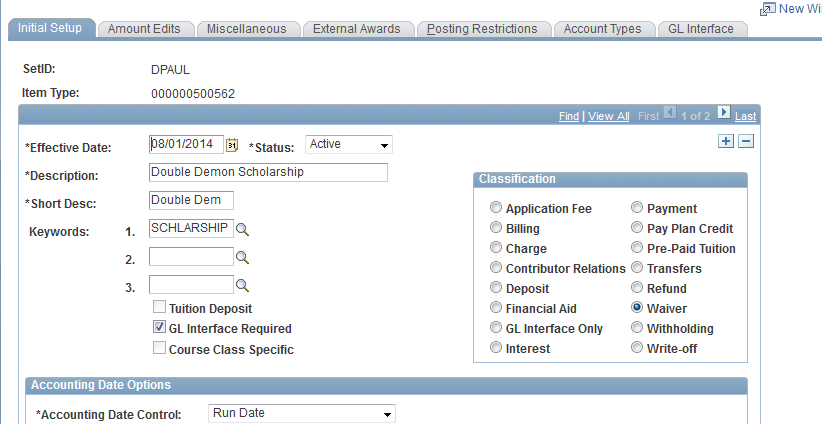 New Wi
Initial Setup Amount Edits Miscellaneous External Awards Posting Restrictions Account Types GL Interface
SetID: DPAUL
Item Type: 000000500562
Find | View All First 1 of 2 Last
*Effective Date: 08/01/2014 31 *Status: Active
*Description: Double Demon Scholarship
*Short Desc: Double Dem
Keywords: 1. SCHLARSHIP
2.
3.
Tuition Deposit
GL Interface Required
Course Class Specific
Classification
Application Fee Payment
Billing Pay Plan Credit
Charge Pre-Paid Tuition
Contributor Relations Transfers
Deposit Refund
Financial Aid Waiver
GL Interface Only Withholding
Interest Write-off
Accounting Date Options
*Accounting Date Control: Run Date